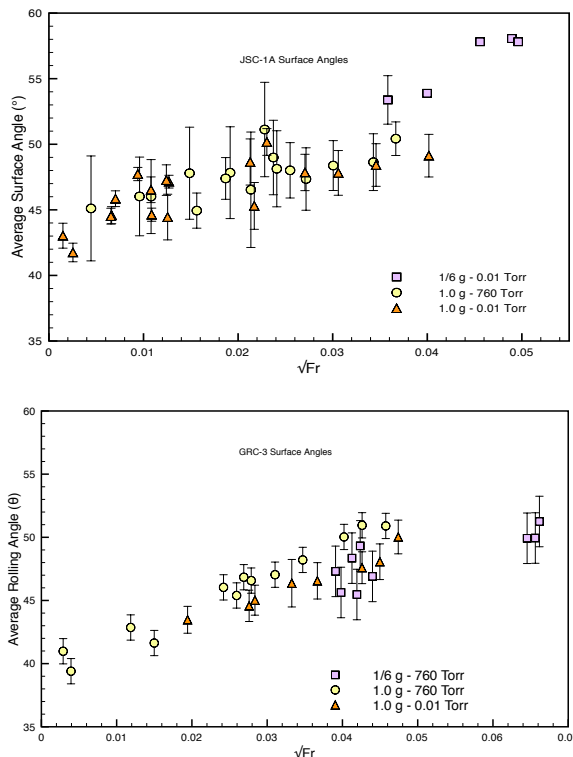 60
JSC-1A Surface Angles
55
50
45
40
35
Average Surface Angle (°)
1/6 g - 0.01 Torr
1.0 g - 760 Torr
1.0 g - 0.01 Torr
0 0.01 0.02 0.03 0.04 0.05
√Fr
60
GRC-3 Surface Angles
55
50
45
40
35
Average Rolling Angle (θ)
1/6 g - 760 Torr
1.0 g - 760 Torr
1.0 g - 0.01 Torr
0 0.01 0.02 0.03 0.04 0.05 0.06 0.0
√Fr